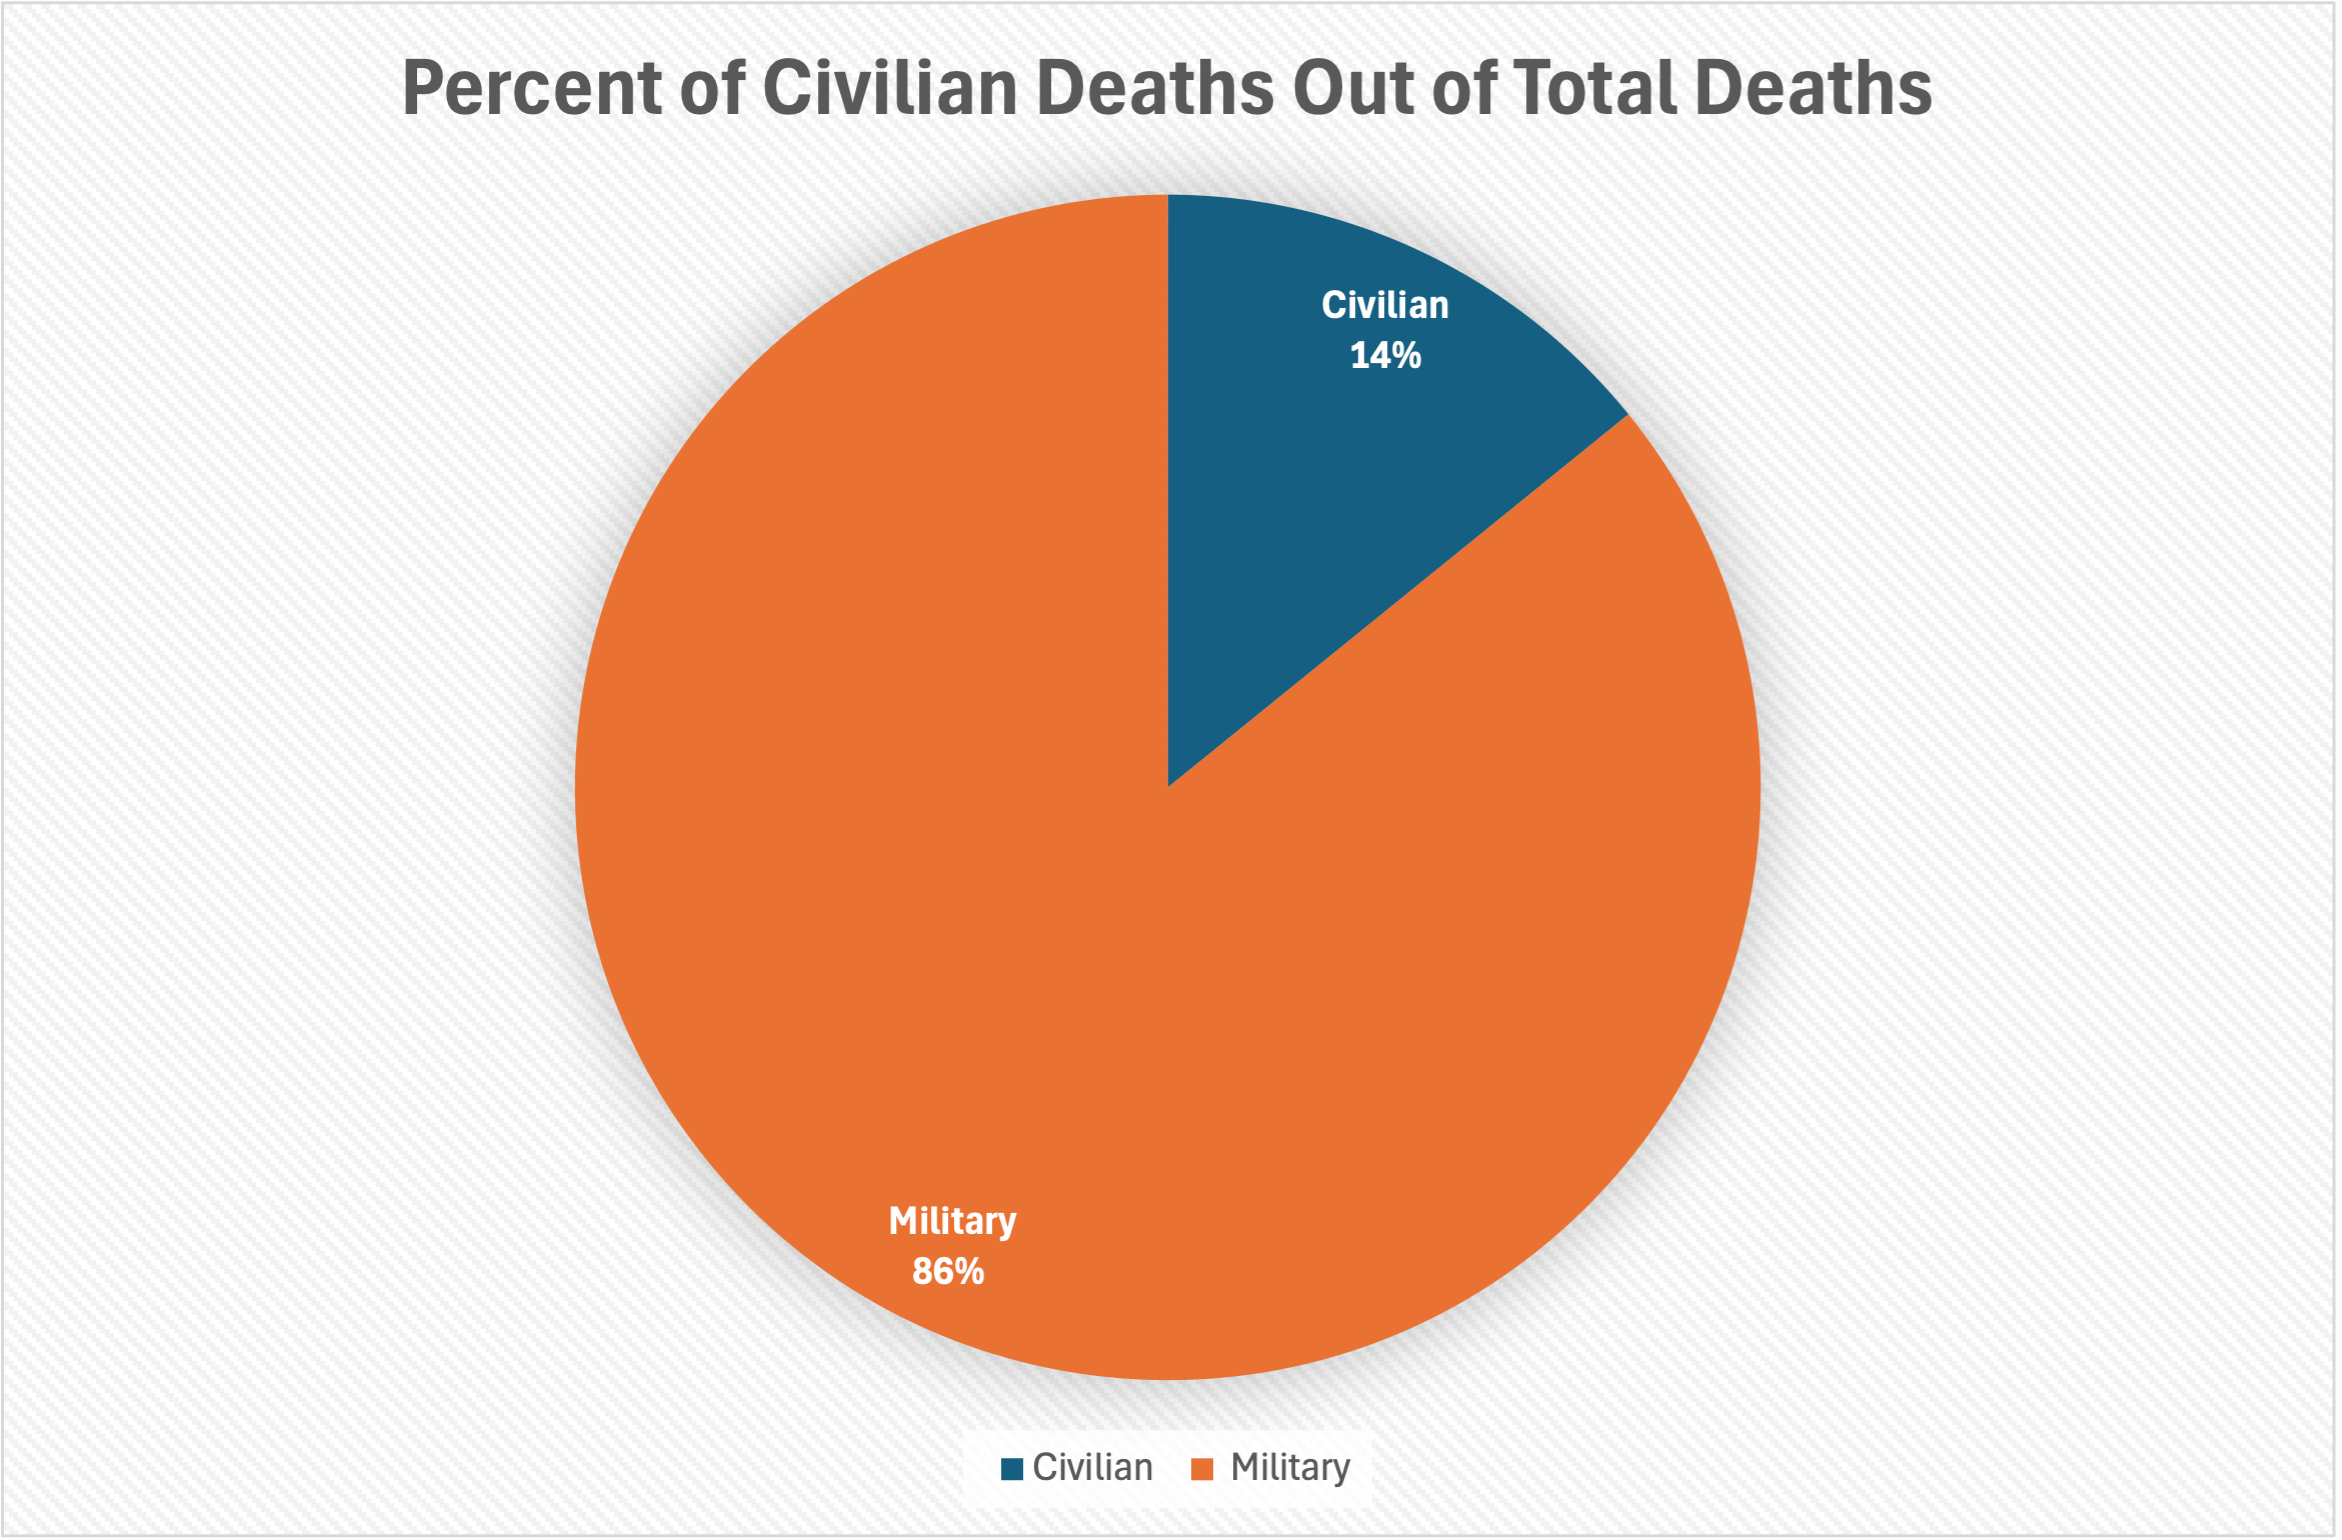 Percent of Civilian Deaths Out of Total Deaths
Civilian
14%
Military
86%
Civilian Military